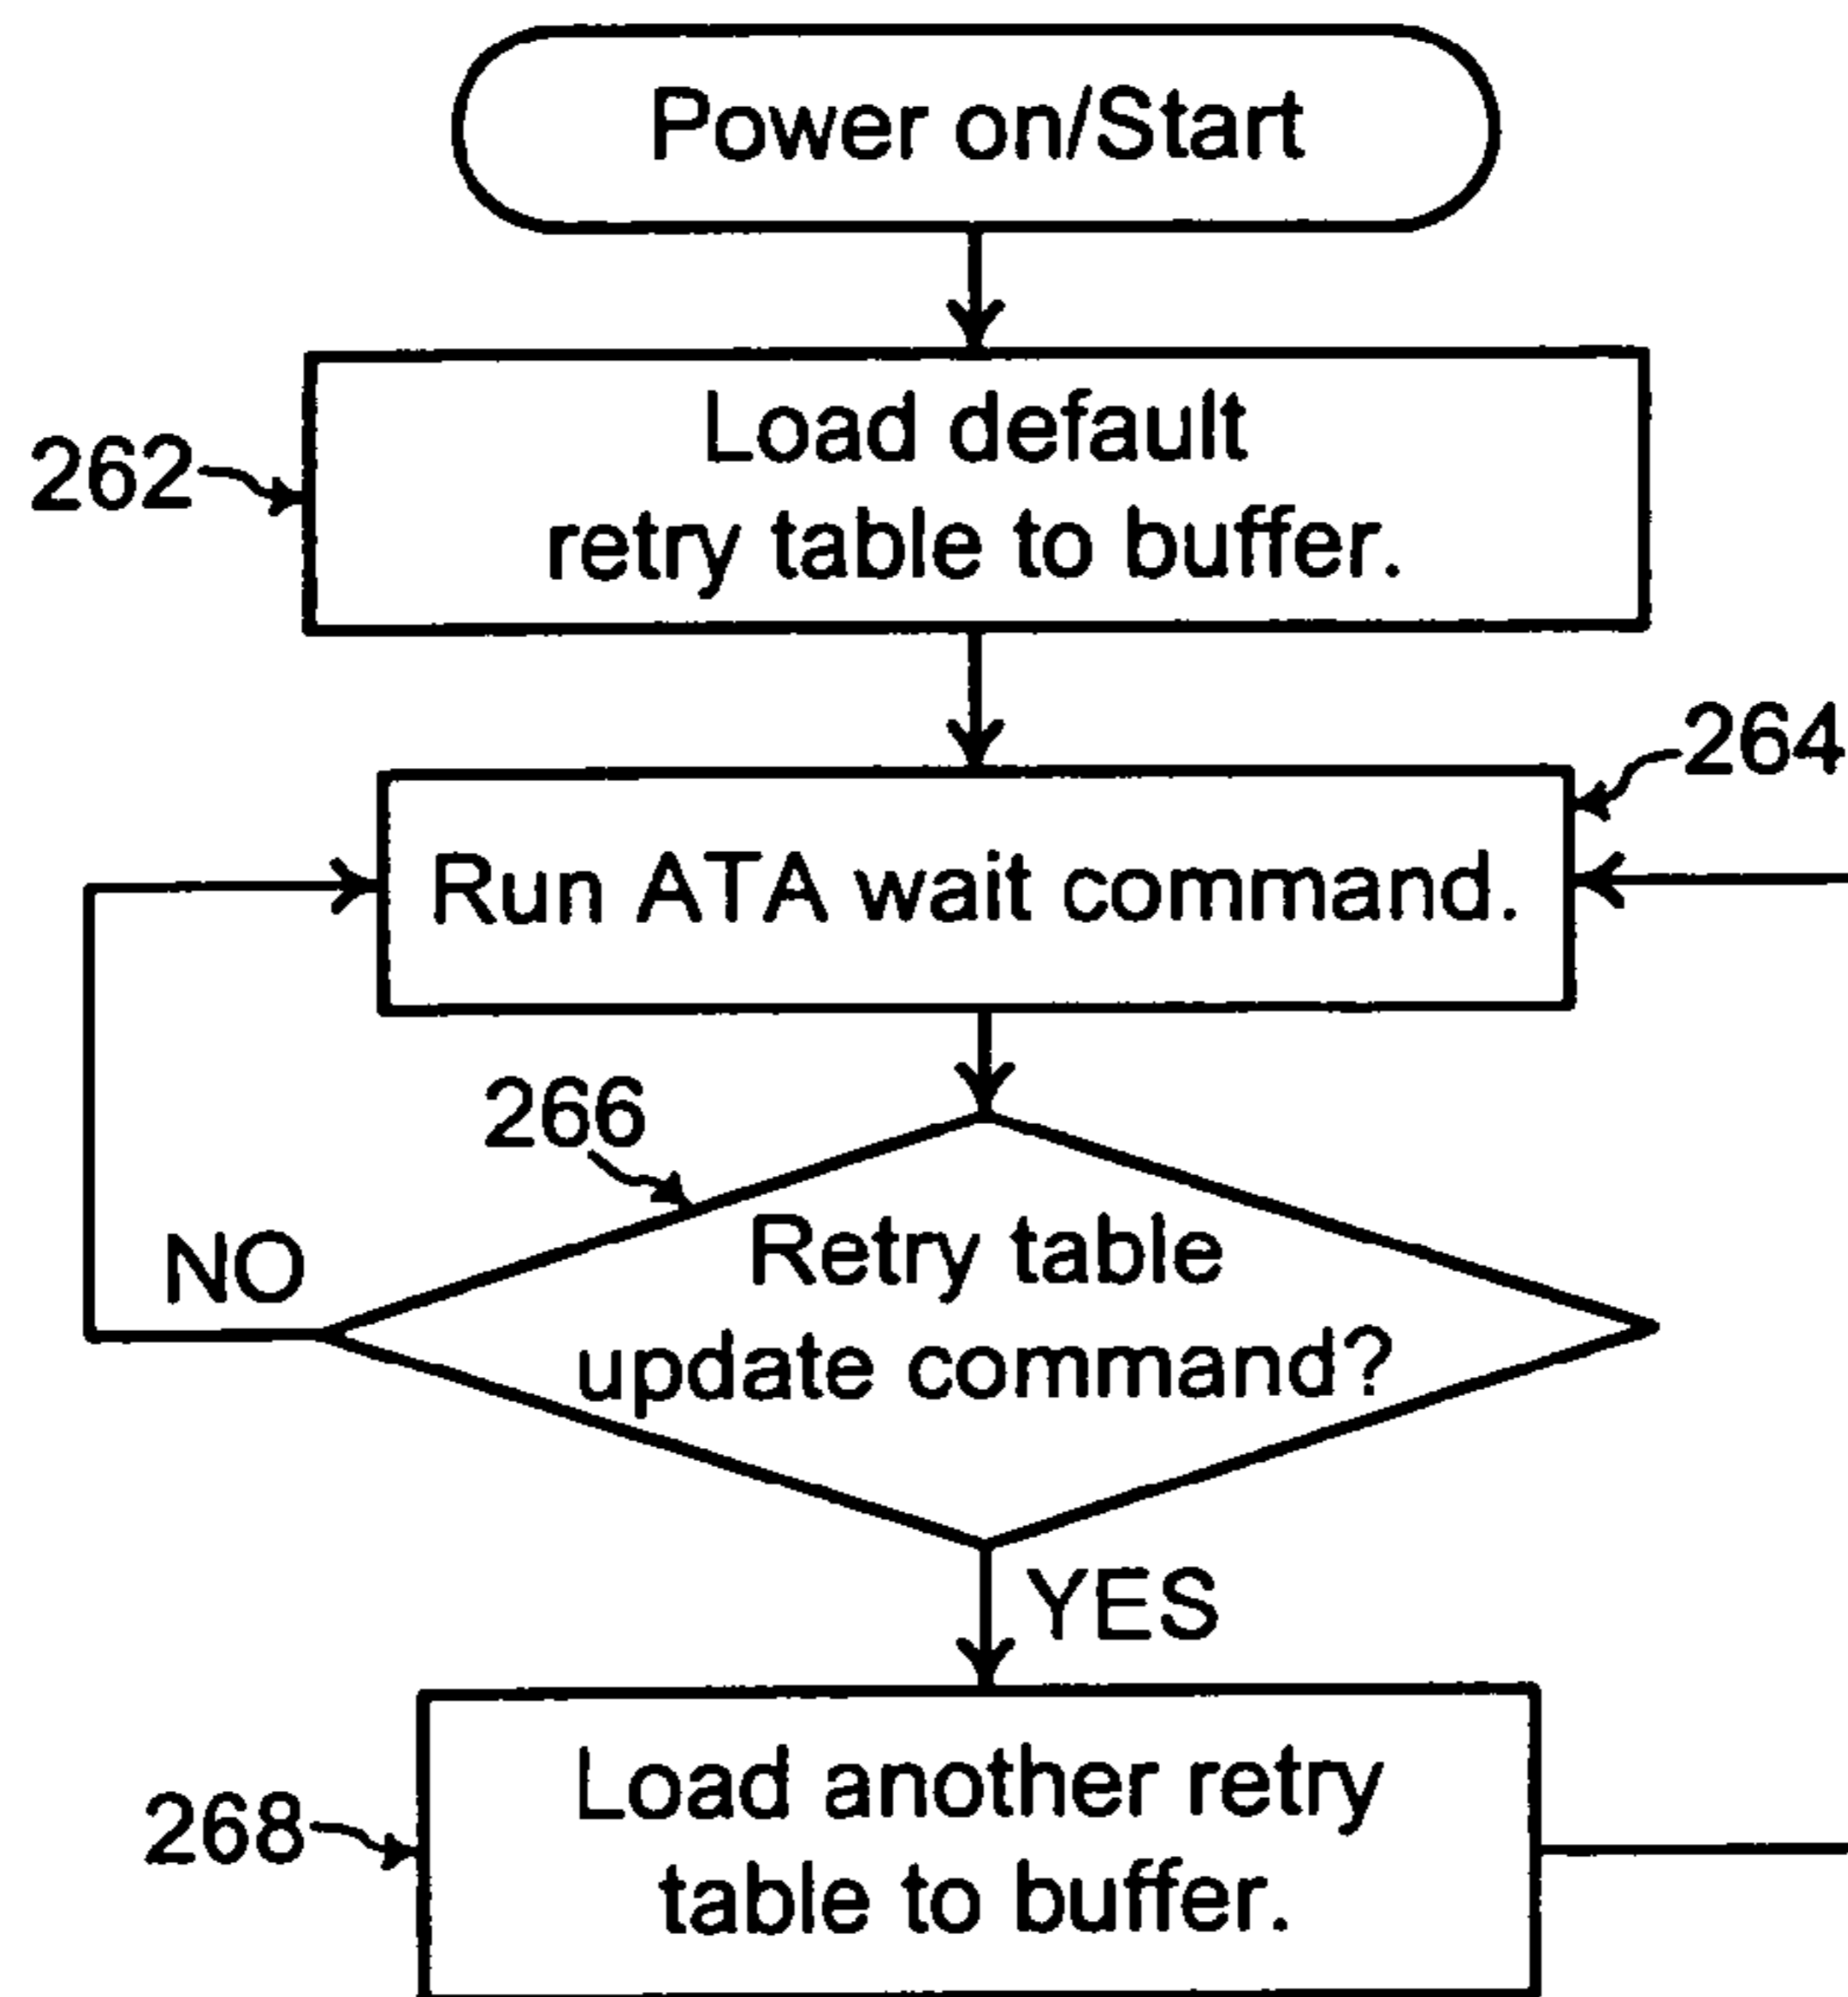 Power on/Start
Load default
262
retry table to buffer.
264
Run ATA wait command.
266
Retry table
NO
update command?
YES
Load another retry
268
table to buffer.